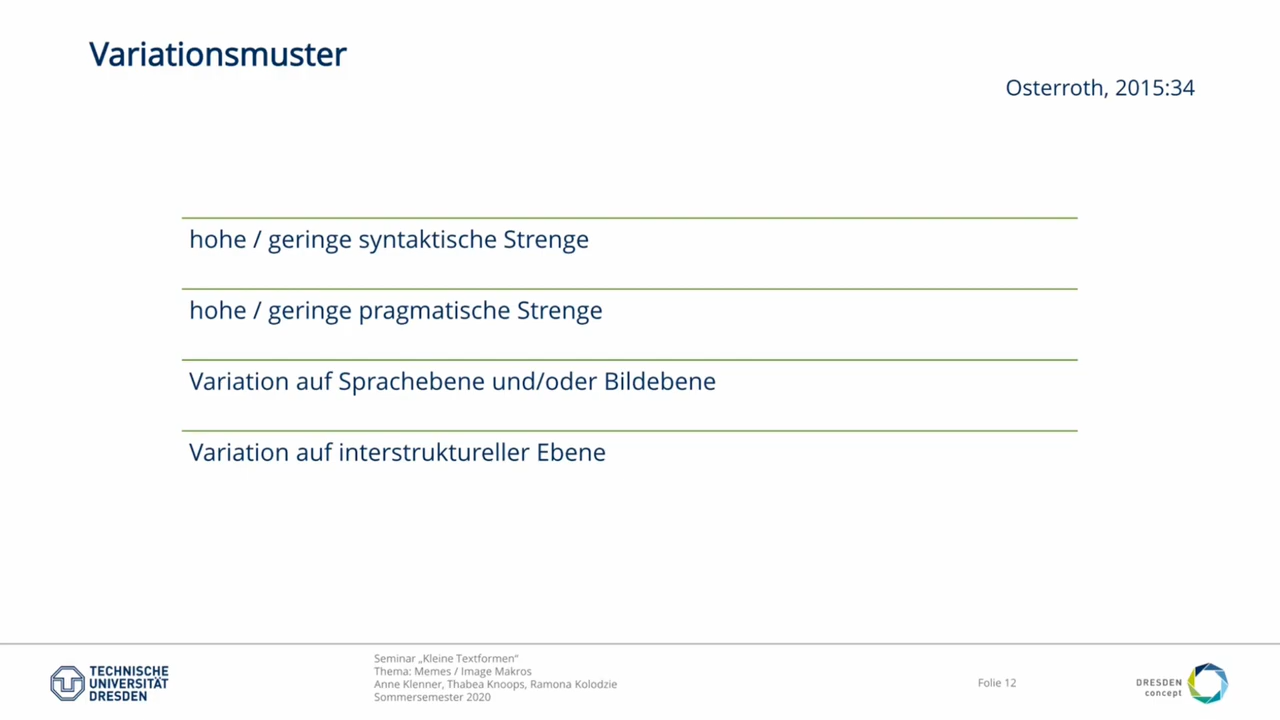 Variationsmuster
Osterroth, 2015:34
hohe / geringe syntaktische Strenge
hohe / geringe pragmatische Strenge
Variation auf Sprachebene und/oder Bildebene
Variation auf interstruktureller Ebene
TECHNISCHE
UNIVERSITÄT
DRESDEN
Seminar „Kleine Textformen“
Thema: Memes / Image Makros
Anne Klenner, Thabea Knoops, Ramona Kolodzie
Sommersemester 2020
Folie 12
DRESDEN
concept